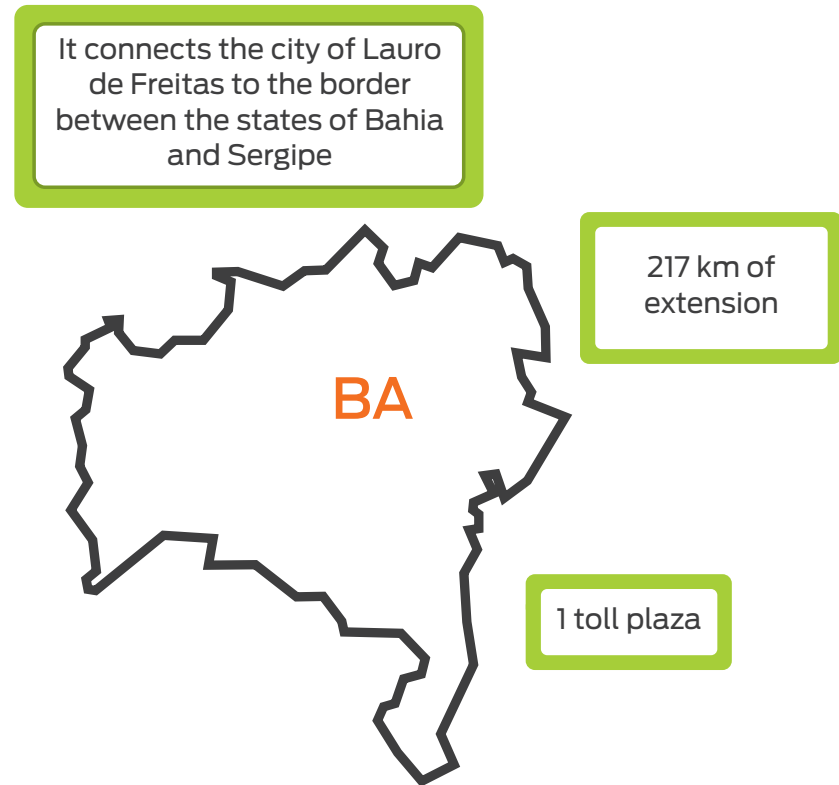 It connects the city of Lauro
de Freitas to the border
between the states of Bahia
and Sergipe
217 km of
extension
BA
1 toll plaza